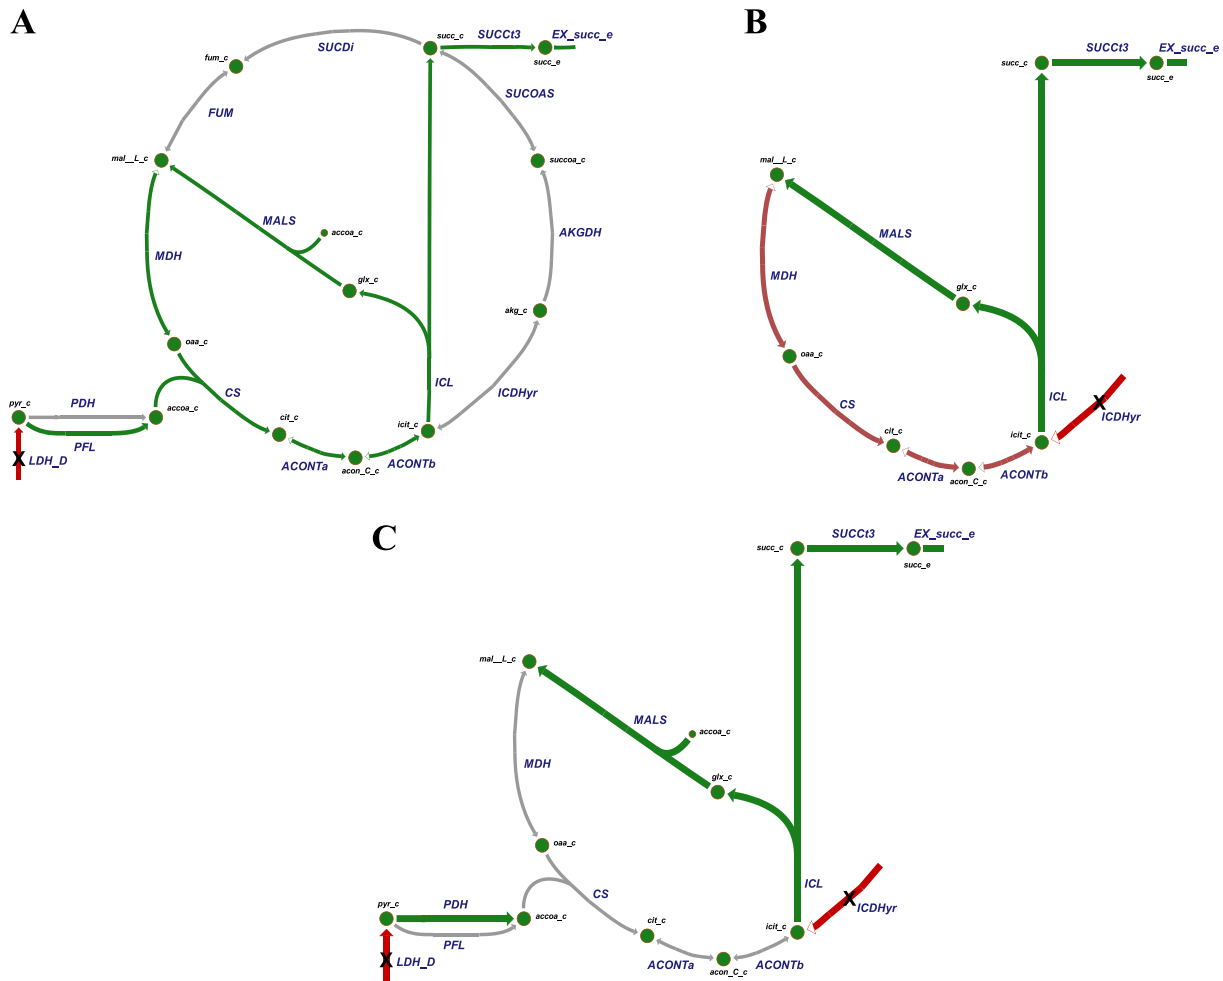 A
SUCDi
succ_c
SUCCt3
EX_succ_e
fum_c
succ_e
FUM
SUCOAS
mal__L_c
succoa_c
MALS
accoa_c
MDH
AKGDH
glx_c
akg_c
oaa_c
ICL
ICDHyr
CS
pyr_c
PDH
accoa_c
PFL
cit_c
icit_c
X
LDH_D
ACONTa
acon_C_c
ACONTb
B
SUCCt3
EX_succ_e
succ_c
succ_e
mal__L_c
MALS
MDH
glx_c
oaa_c
ICL
X
ICDHyr
CS
cit_c
icit_c
ACONTa
acon_C_c
ACONTb
C
SUCCt3
EX_succ_e
succ_c
succ_e
mal__L_c
MALS
accoa_c
MDH
glx_c
oaa_c
ICL
X
ICDHyr
CS
pyr_c
PDH
accoa_c
PFL
cit_c
icit_c
X
LDH_D
ACONTa
acon_C_c
ACONTb